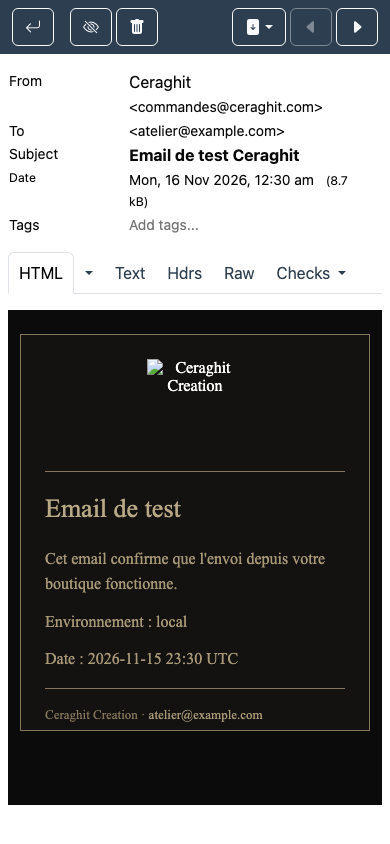 From
Ceraghit
<commandes@ceraghit.com>
To
<atelier@example.com>
Subject
Email de test Ceraghit
Date
Mon, 16 Nov 2026, 12:30 am (8.7
kB)
Tags
Add tags...
HTML
Text
Hdrs
Raw
Checks
Ceraghit
Creation
Email de test
Cet email confirme que l'envoi depuis votre
boutique fonctionne.
Environnement : local
Date : 2026-11-15 23:30 UTC
Ceraghit Creation · atelier@example.com